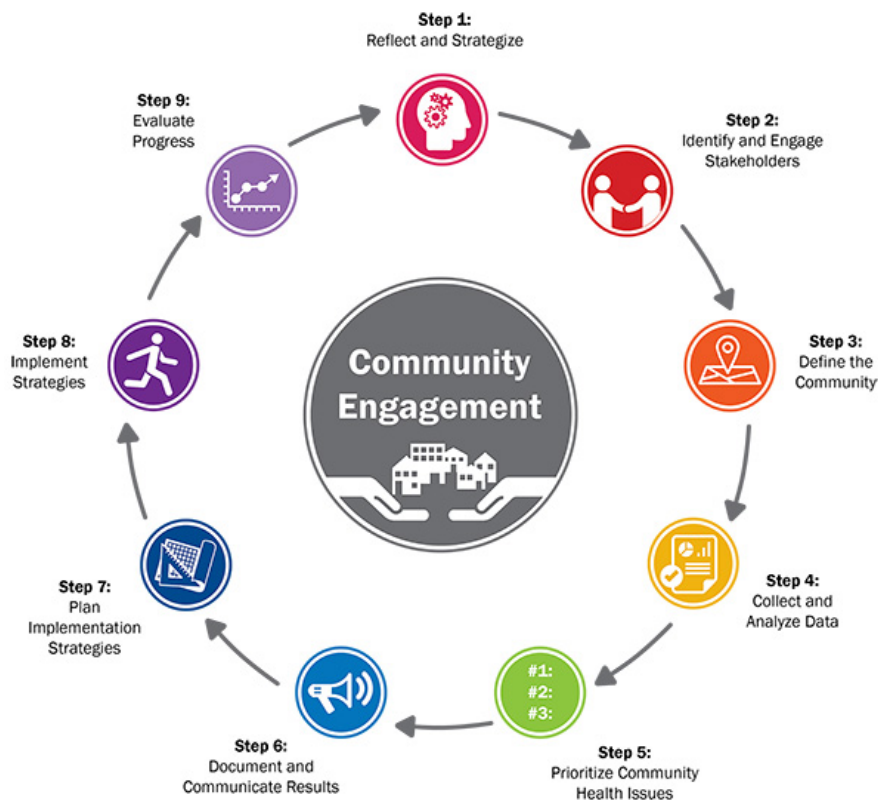 Step 1:
Reflect and Strategize
Step 2:
Identify and Engage
Stakeholders
Step 3:
Define the
Community
Step 4:
Collect and
Analyze Data
#1:
#2:
#3:
Step 5:
Prioritize Community
Health Issues
Step 6:
Document and
Communicate Results
Step 7:
Plan
Implementation
Strategies
Step 8:
Implement
Strategies
Step 9:
Evaluate
Progress
Community
Engagement